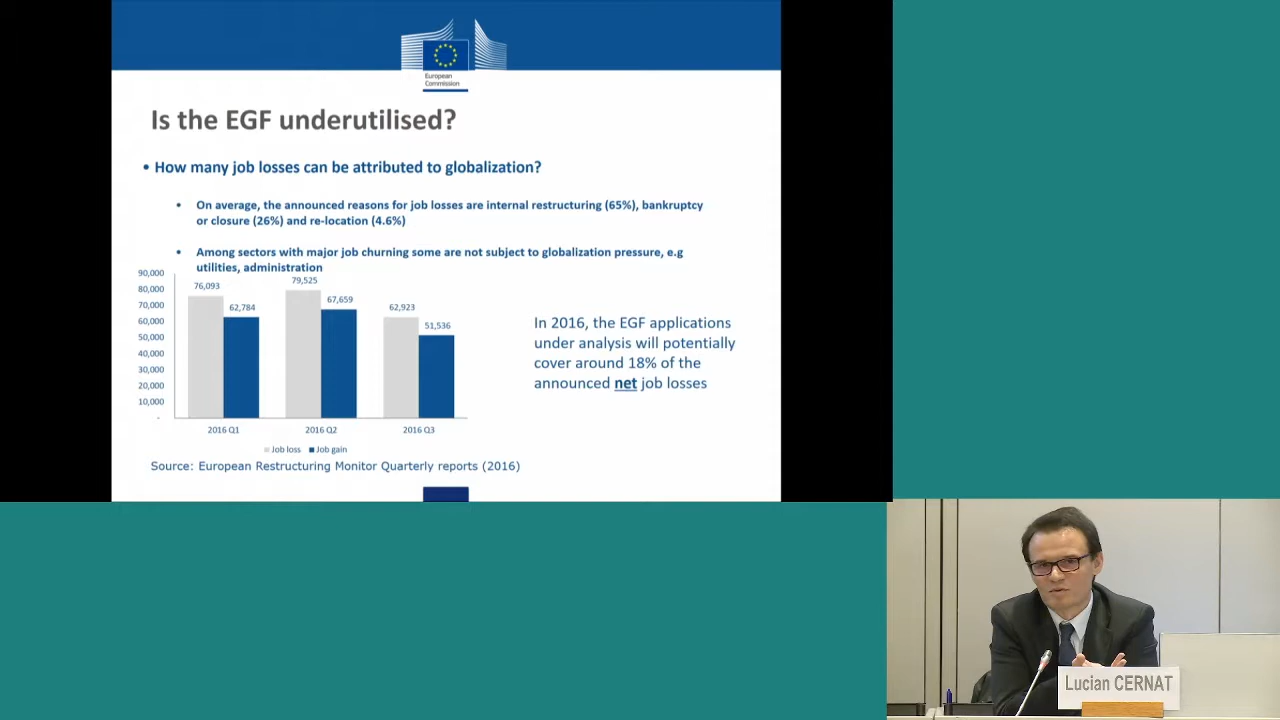 European
Commission
Is the EGF underutilised?
• How many job losses can be attributed to globalization?
• On average, the announced reasons for job losses are internal restructuring (65%), bankruptcy
or closure (26%) and re-location (4.6%)
• Among sectors with major job churning some are not subject to globalization pressure, e.g
utilities, administration
90,000
80,000
70,000
60,000
50,000
40,000
30,000
20,000
10,000
-
76,093
62,784
79,525
67,659
62,923
51,536
2016 Q1
2016 Q2
2016 Q3
Job loss
Job gain
In 2016, the EGF applications
under analysis will potentially
cover around 18% of the
announced net job losses
Source: European Restructuring Monitor Quarterly reports (2016)
Lucian CERNAT